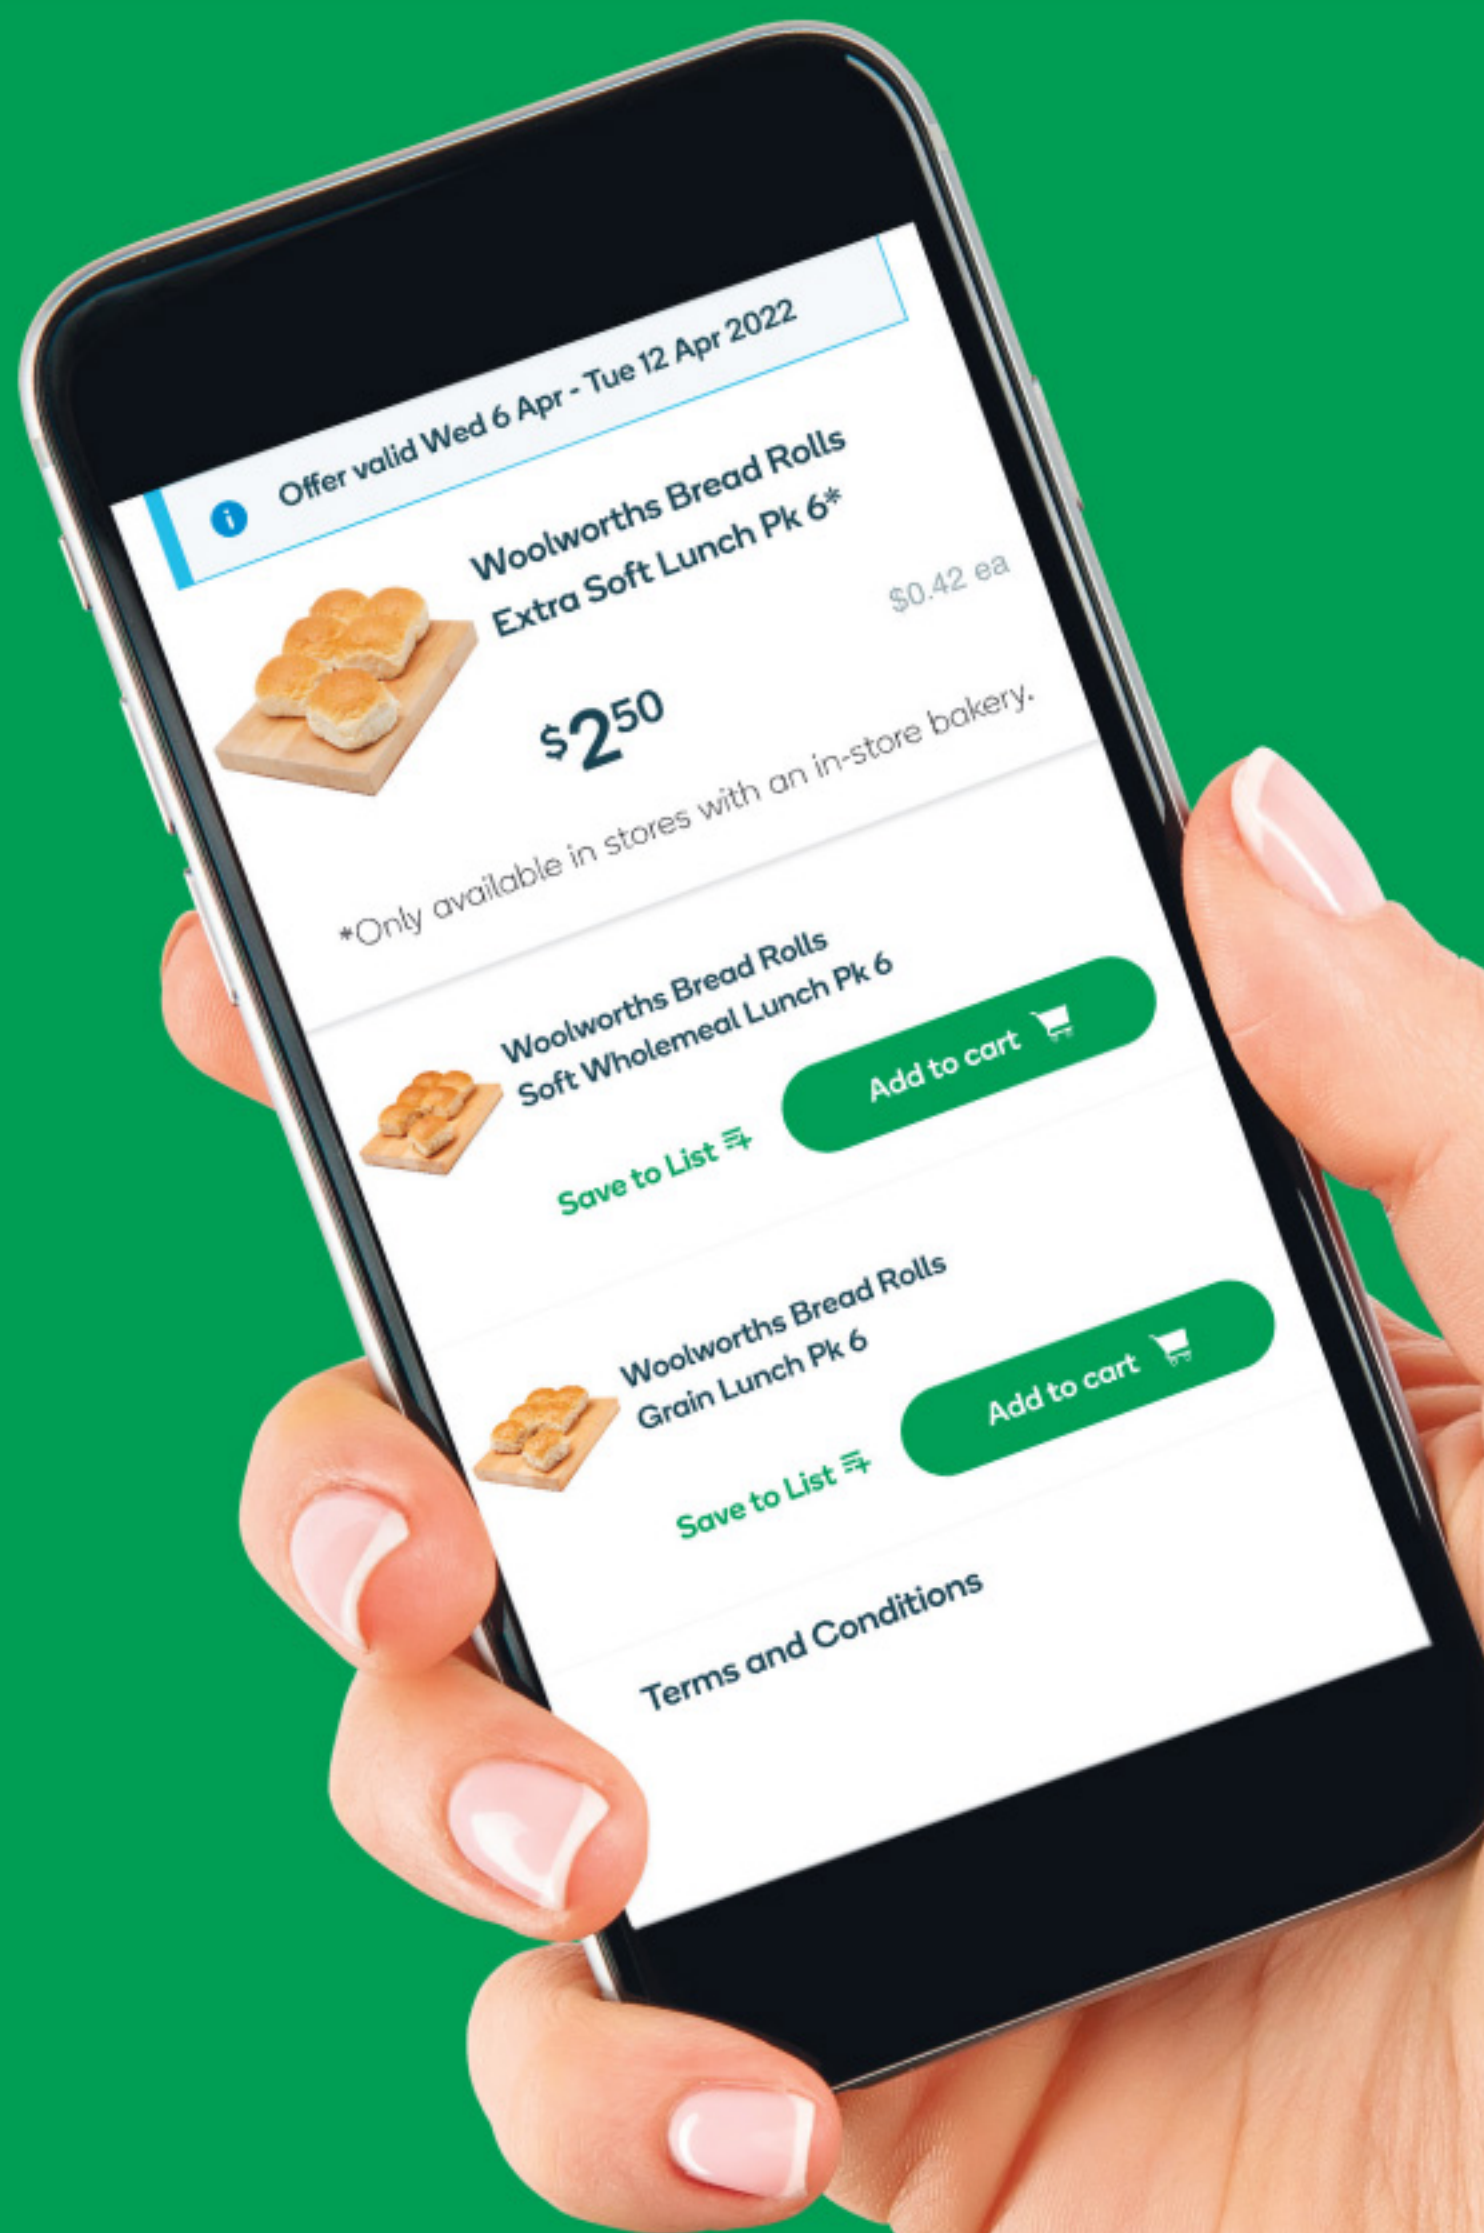 Offer valid Wed 6 Apr - Tue 12 Apr 2022
Woolworths Bread Rolls
Extra Soft Lunch Pk 6*
$0.42 ea
$250
*Only available in stores with an in-store bakery.
Woolworths Bread Rolls
Soft Wholemeal Lunch Pk 6
Save to List
Add to cart
Woolworths Bread Rolls
Grain Lunch Pk 6
Save to List
Add to cart
Terms and Conditions